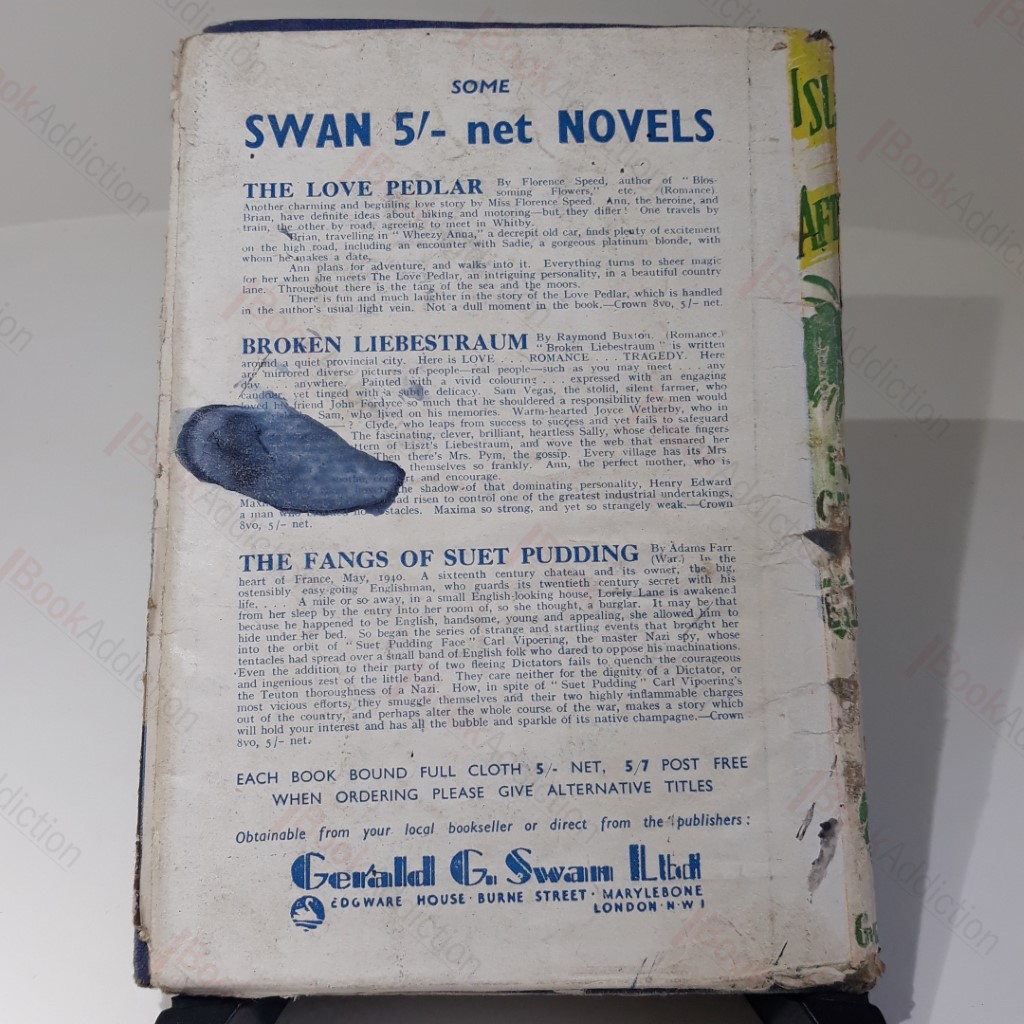 SOME
SWAN 5/- net NOVELS
THE LOVE PEDLAR By Florence Speed, author of "Blos-
soming Flowers," etc. (Romance).
Another charming and beguiling love story by Miss Florence Speed. Ann, the heroine, and
Brian, have definite ideas about hiking and motoring—but they differ! One travels by
train, the other by road, agreeing to meet in Whitby.
Brian, travelling in "Wheezy Anna," a decrepit old car, finds plenty of excitement
on the high road, including an encounter with Sadie, a gorgeous platinum blonde, with
whom he makes a date.
Ann plans for adventure, and walks into it. Everything turns to sheer magic
for her when she meets The Love Pedlar, an intriguing personality, in a beautiful country
lane. Throughout there is the tang of the sea and the moors.
There is fun and much laughter in the story of the Love Pedlar, which is handled
in the author's usual light vein. Not a dull moment in the book.—Crown 8vo, 5/- net.
BROKEN LIEBESTRAUM By Raymond Buxton. (Romance.)
"Broken Liebestraum" is written
around a quiet provincial city. Here is LOVE . . . ROMANCE . . . TRAGEDY. Here
are mirrored diverse pictures of people—real people—such as you may meet . . . any
day . . . anywhere. Painted with a vivid colouring . . . expressed with an engaging
candour, yet tinged with a subtle delicacy. Sam Vegas, the stolid, silent farmer, who
loved his friend John Fordyce so much that he shouldered a responsibility few men would
Sam, who lived on his memories. Warm-hearted Joyce Wetherby, who in
—? Clyde, who leaps from success to success and yet fails to safeguard
The fascinating, clever, brilliant, heartless Sally, whose delicate fingers
of Liszt's Liebestraum, and wove the web that ensnared her
Then there's Mrs. Pym, the gossip. Every village has its Mrs
themselves so frankly. Ann, the perfect mother, who is
and encourage.
the shadow of that dominating personality, Henry Edward
had risen to control one of the greatest industrial undertakings,
a man who no obstacles. Maxima so strong, and yet so strangely weak.—Crown
8vo, 5/- net.
THE FANGS OF SUET PUDDING By Adams Farr.
(War.) In the
heart of France, May, 1940. A sixteenth century chateau and its owner, the big,
ostensibly easy-going Englishman, who guards its twentieth century secret with his
life. . . . A mile or so away, in a small English-looking house, Lorely Lane is awakened
from her sleep by the entry into her room of, so she thought, a burglar. It may be that
because he happened to be English, handsome, young and appealing, she allowed him to
hide under her bed. So began the series of strange and startling events that brought her
into the orbit of "Suet Pudding Face" Carl Vipoering, the master Nazi spy, whose
tentacles had spread over a small band of English folk who dared to oppose his machinations.
Even the addition to their party of two fleeing Dictators fails to quench the courageous
and ingenious zest of the little band. They care neither for the dignity of a Dictator, or
the Teuton thoroughness of a Nazi. How, in spite of "Suet Pudding" Carl Vipoering's
most vicious efforts, they smuggle themselves and their two highly inflammable charges
out of the country, and perhaps alter the whole course of the war, makes a story which
will hold your interest and has all the bubble and sparkle of its native champagne.—Crown
8vo, 5/- net.
EACH BOOK BOUND FULL CLOTH 5/- NET, 5/7 POST FREE
WHEN ORDERING PLEASE GIVE ALTERNATIVE TITLES
Obtainable from your local bookseller or direct from the publishers:
Gerald G. Swan Ltd
EDGWARE HOUSE · BURNE STREET · MARYLEBONE
LONDON · N·W 1
BookAddiction